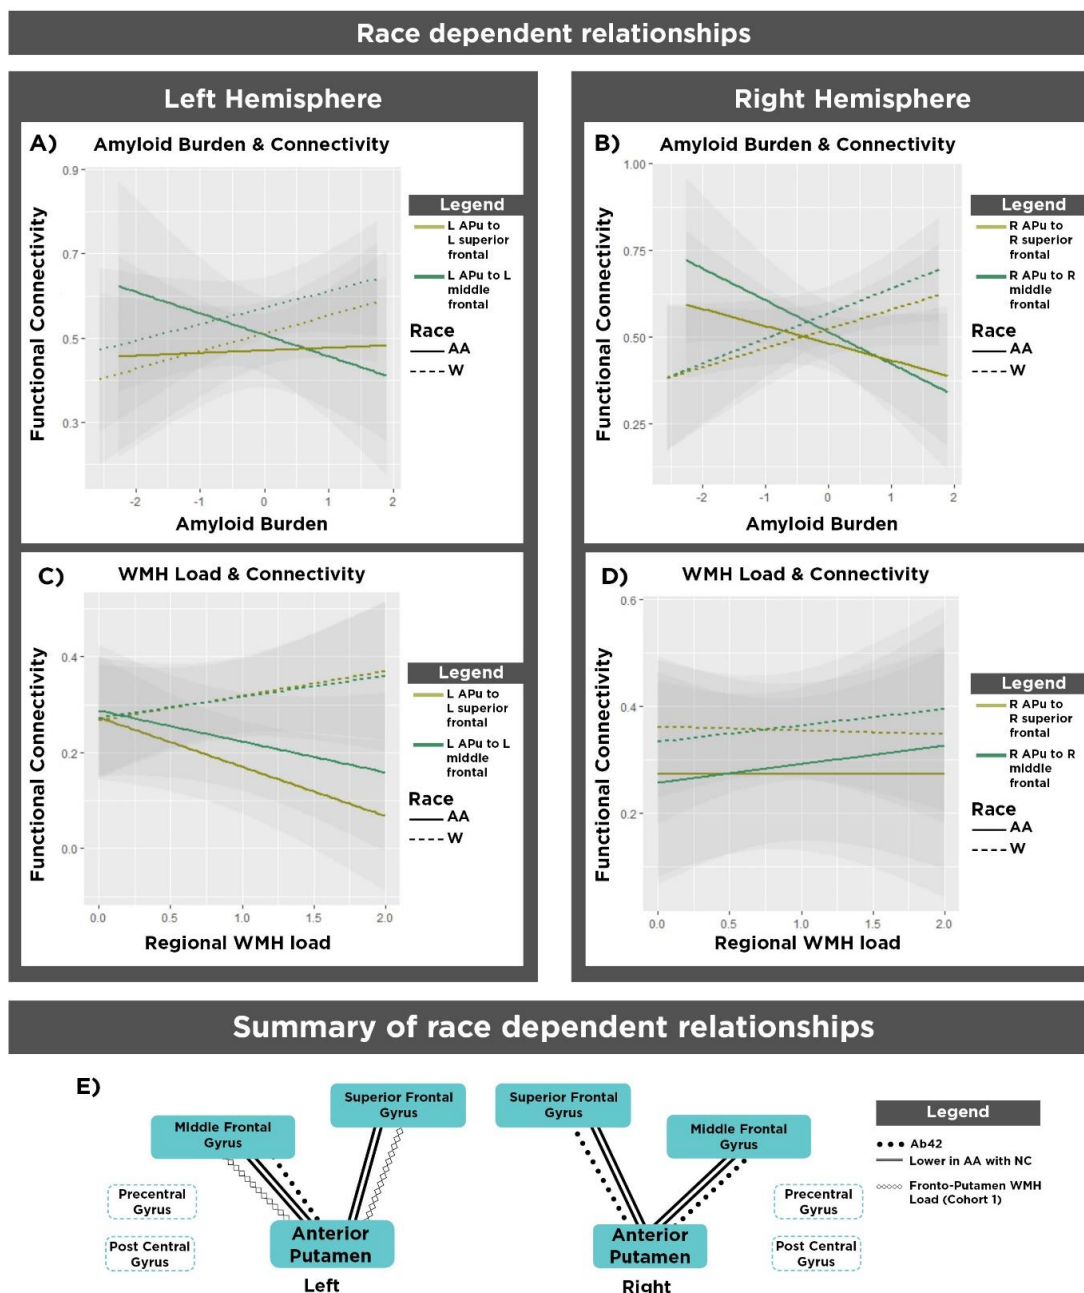 Race dependent relationships
Left Hemisphere
A)
Amyloid Burden & Connectivity
Functional Connectivity
0.9
0.7
0.5
0.3
-2
-1
0
1
2
Amyloid Burden
Legend
L APu to
L superior
frontal
L APu to L
middle
frontal
Race
AA
W
C)
WMH Load & Connectivity
Functional Connectivity
0.4
0.2
0.0
0.0
0.5
1.0
1.5
2.0
Regional WMH load
Legend
L APu to
L superior
frontal
L APu to L
middle
frontal
Race
AA
W
Right Hemisphere
B)
Amyloid Burden & Connectivity
Functional Connectivity
1.00
0.75
0.50
0.25
-2
-1
0
1
2
Amyloid Burden
Legend
R APu to
R superior
frontal
R APu to R
middle
frontal
Race
AA
W
D)
WMH Load & Connectivity
Functional Connectivity
0.6
0.4
0.2
0.0
0.5
1.0
1.5
2.0
Regional WMH load
Legend
R APu to
R superior
frontal
R APu to R
middle
frontal
Race
AA
W
Summary of race dependent relationships
E)
Middle Frontal
Gyrus
Superior Frontal
Gyrus
Precentral
Gyrus
Post Central
Gyrus
Anterior
Putamen
Left
Superior Frontal
Gyrus
Middle Frontal
Gyrus
Precentral
Gyrus
Post Central
Gyrus
Anterior
Putamen
Right
Legend
Ab42
Lower in AA with NC
Fronto-Putamen WMH
Load (Cohort 1)